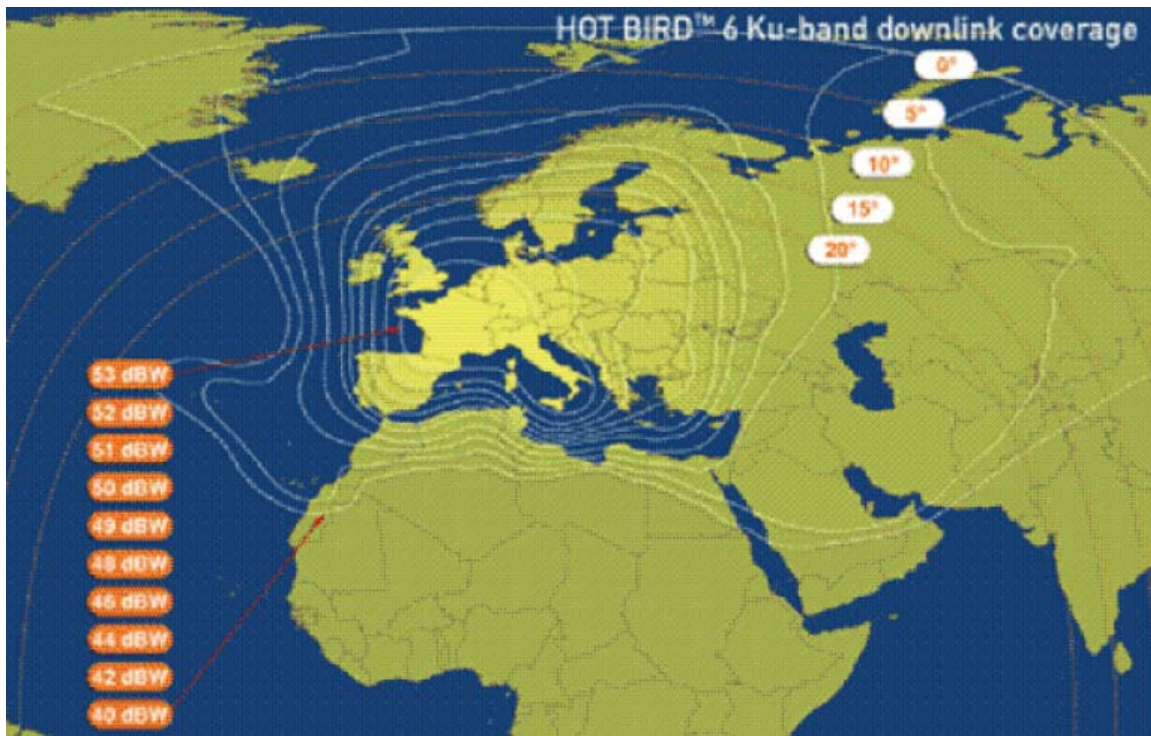 HOT BIRD™ 6 Ku-band downlink coverage
0°
5°
10°
15°
20°
53 dBW
52 dBW
51 dBW
50 dBW
49 dBW
48 dBW
46 dBW
44 dBW
42 dBW
40 dBW